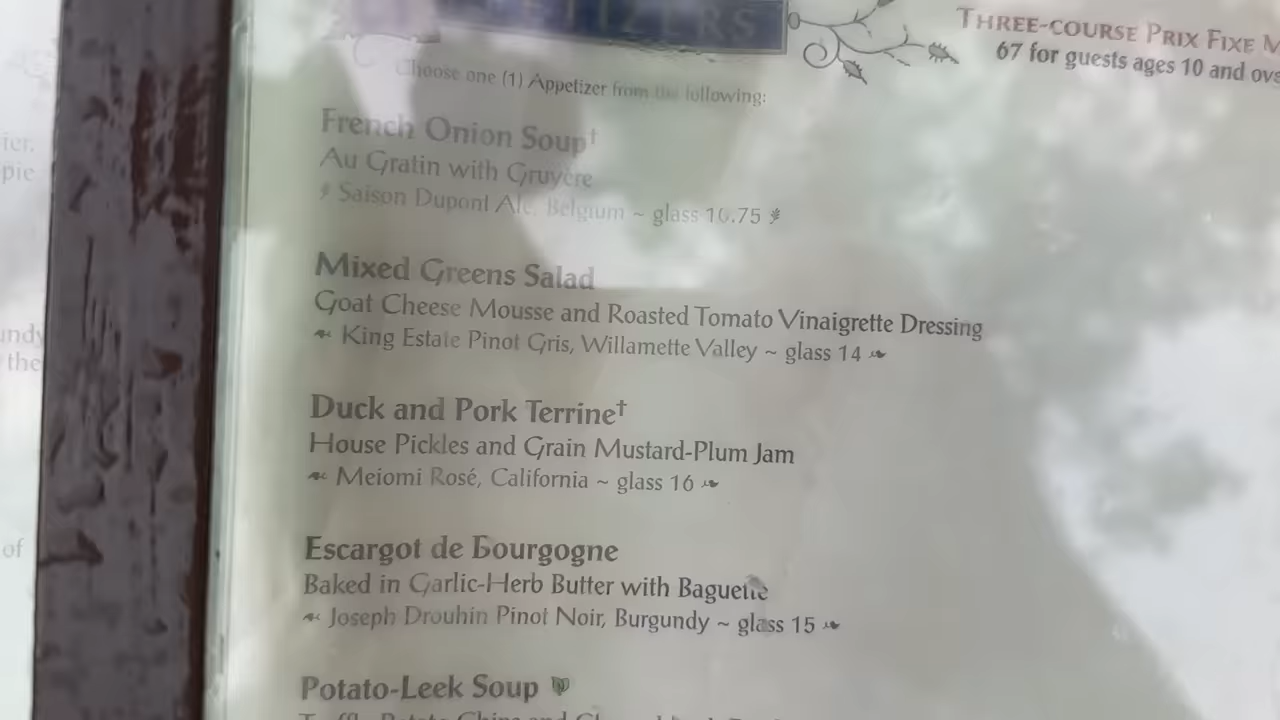 THREE-COURSE PRIX FIXE M
67 for guests ages 10 and ove
Choose one (1) Appetizer from the following:
French Onion Soup†
Au Gratin with Gruyère
Saison Dupont Ale, Belgium ~ glass 10.75
Mixed Greens Salad
Goat Cheese Mousse and Roasted Tomato Vinaigrette Dressing
King Estate Pinot Gris, Willamette Valley ~ glass 14
Duck and Pork Terrine†
House Pickles and Grain Mustard-Plum Jam
Meiomi Rosé, California ~ glass 16
Escargot de Bourgogne
Baked in Garlic-Herb Butter with Baguette
Joseph Drouhin Pinot Noir, Burgundy ~ glass 15
Potato-Leek Soup
the
of